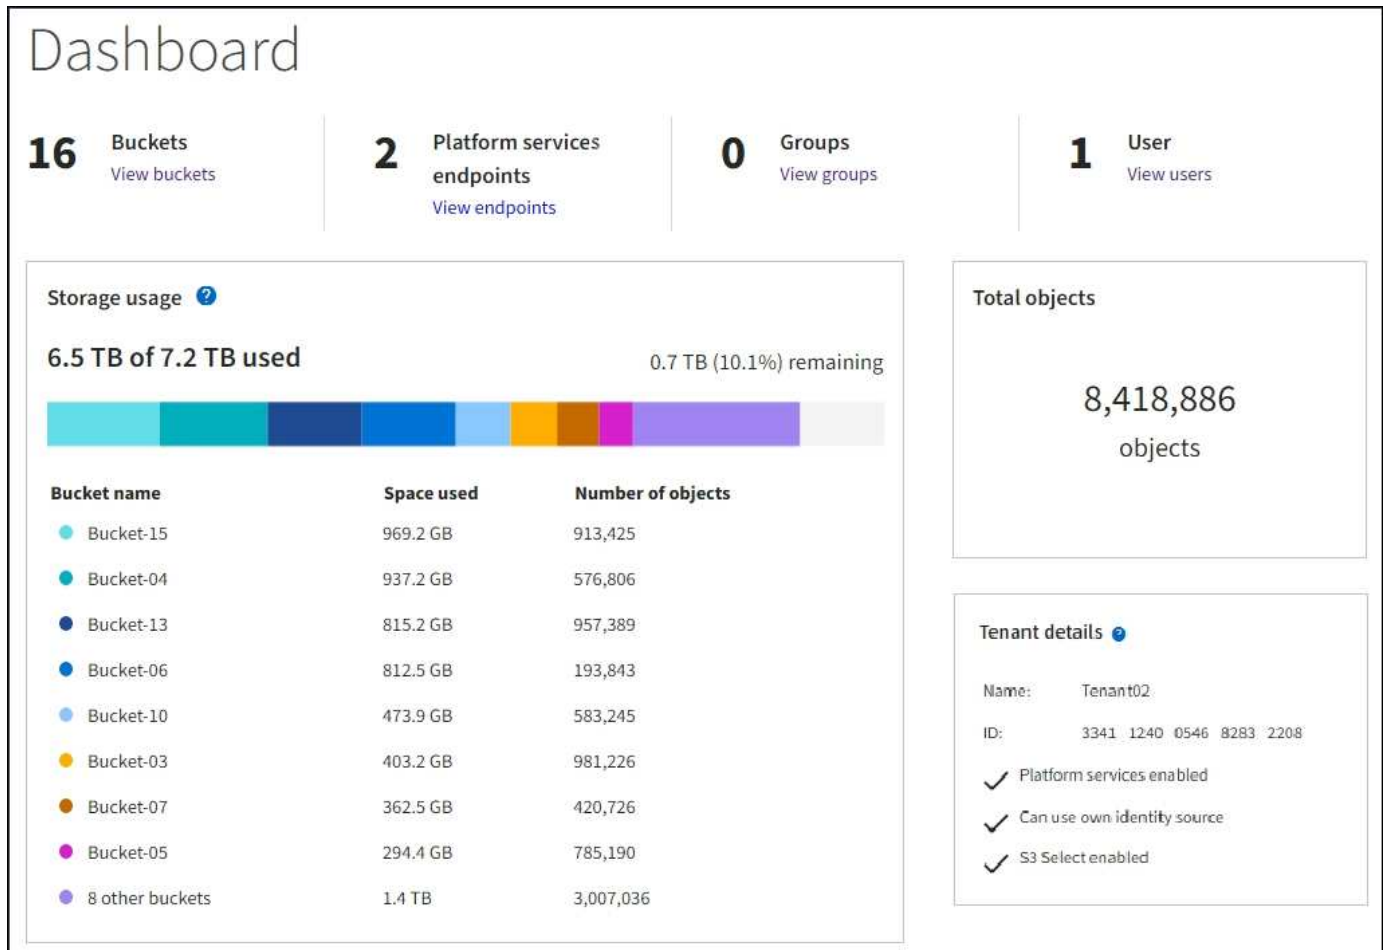 Dashboard
16 Buckets
View buckets
2 Platform services
endpoints
View endpoints
0 Groups
View groups
1 User
View users
Storage usage ?
6.5 TB of 7.2 TB used
0.7 TB (10.1%) remaining
Bucket name Space used Number of objects
Bucket-15 969.2 GB 913,425
Bucket-04 937.2 GB 576,806
Bucket-13 815.2 GB 957,389
Bucket-06 812.5 GB 193,843
Bucket-10 473.9 GB 583,245
Bucket-03 403.2 GB 981,226
Bucket-07 362.5 GB 420,726
Bucket-05 294.4 GB 785,190
8 other buckets 1.4 TB 3,007,036
Total objects
8,418,886
objects
Tenant details ?
Name: Tenant02
ID: 3341 1240 0546 8283 2208
Platform services enabled
Can use own identity source
S3 Select enabled